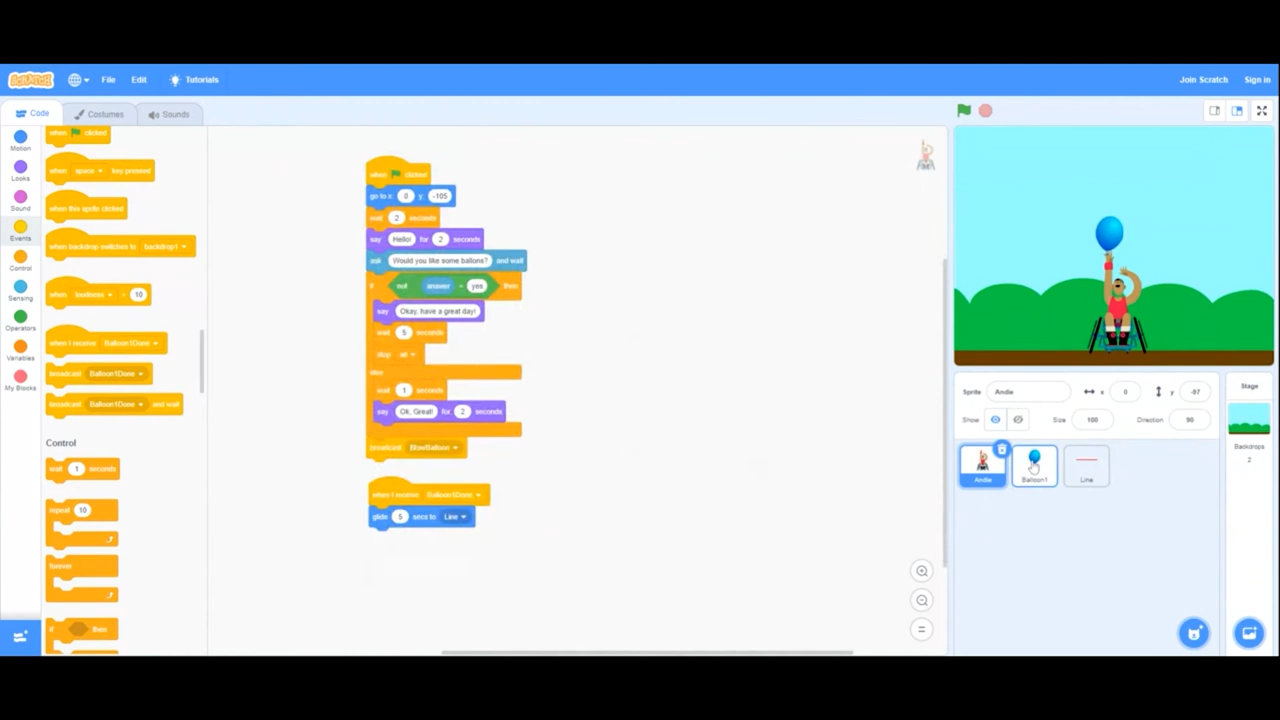 SCRATCH File Edit Tutorials Join Scratch Sign in
Code Costumes Sounds
Motion
Looks
Sound
Events
Control
Sensing
Operators
Variables
My Blocks
when clicked
when space key pressed
when this sprite clicked
when backdrop switches to backdrop1
when loudness 10
when I receive Balloon1Done
broadcast Balloon1Done
broadcast Balloon1Done and wait
Control
wait 1 seconds
repeat 10
forever
if then
when clicked
go to x: 0 y: -105
wait 2 seconds
say Hello! for 2 seconds
ask Would you like some ballons? and wait
if not answer = yes then
say Okay, have a great day!
wait 5 seconds
stop all
else
wait 1 seconds
say Ok, Great! for 2 seconds
broadcast BlowBalloon
when I receive Balloon1Done
glide 5 secs to Line
Sprite Andie x 0 y -97
Show Size 100 Direction 90
Andie Balloon1 Line
Stage
Backdrops
2